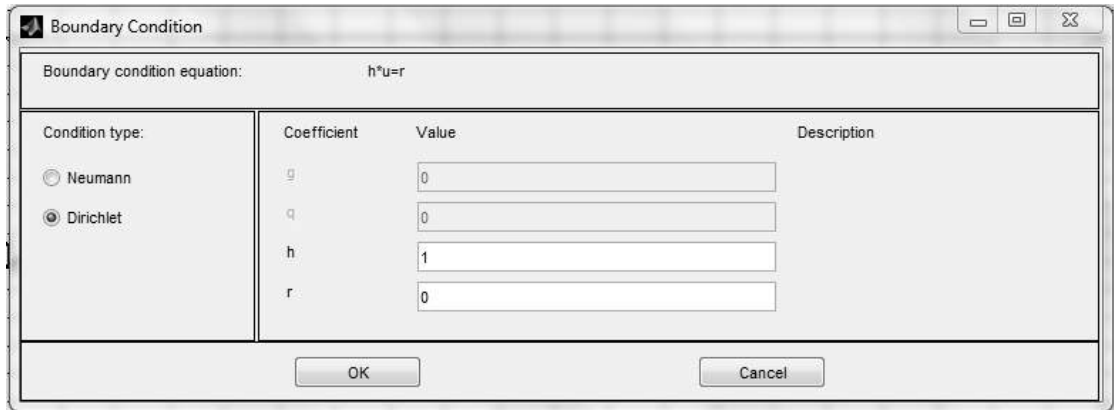 Boundary Condition
Boundary condition equation: h*u=r
Condition type: Coefficient Value Description
Neumann g 0
Dirichlet q 0
h 1
r 0
OK Cancel